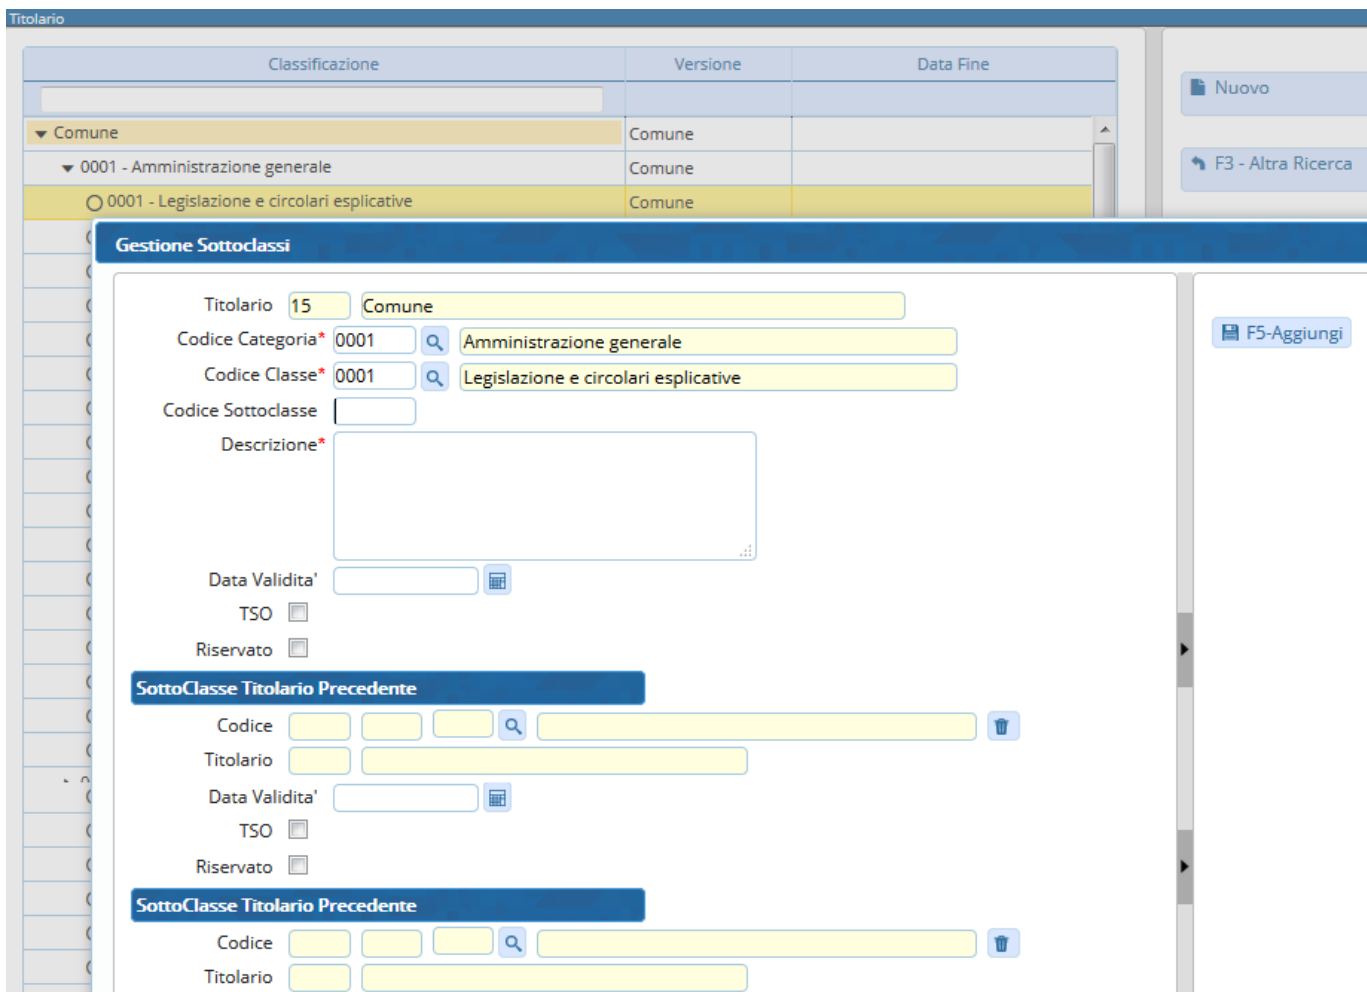 Titolario
Classificazione Versione Data Fine
Nuovo
Comune Comune
0001 - Amministrazione generale Comune
F3 - Altra Ricerca
0001 - Legislazione e circolari esplicative Comune
Gestione Sottoclassi
Titolario 15 Comune
Codice Categoria* 0001 Amministrazione generale
F5-Aggiungi
Codice Classe* 0001 Legislazione e circolari esplicative
Codice Sottoclasse
Descrizione*
Data Validita'
TSO
Riservato
SottoClasse Titolario Precedente
Codice
Titolario
Data Validita'
TSO
Riservato
SottoClasse Titolario Precedente
Codice
Titolario